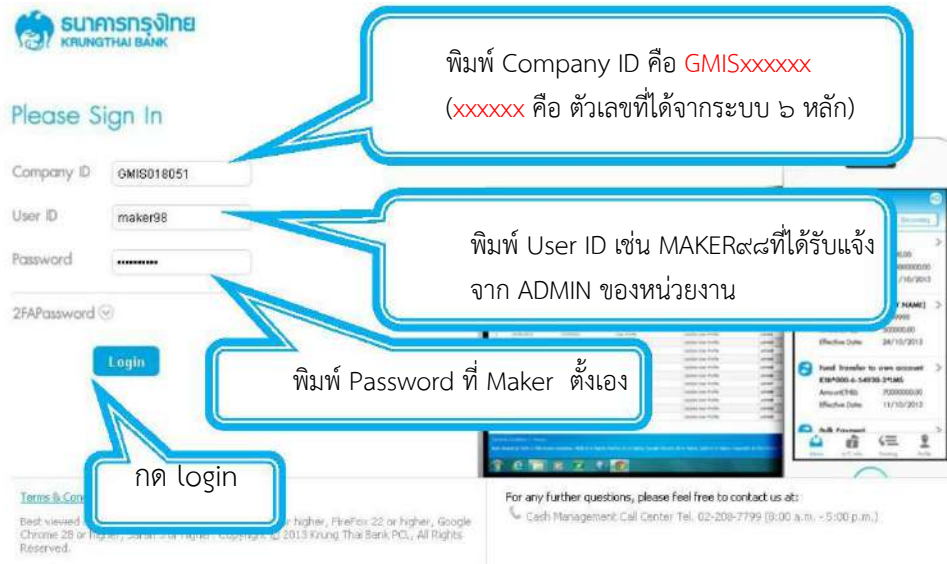 ธนาคารกรุงไทย
KRUNGTHAI BANK
พิมพ์ Company ID คือ GMISxxxxxx
(xxxxxx คือ ตัวเลขที่ได้จากระบบ ๖ หลัก)
Please Sign In
Company ID GMIS018051
User ID maker98
พิมพ์ User ID เช่น MAKER๙๘ที่ได้รับแจ้ง
จาก ADMIN ของหน่วยงาน
Password ••••••••••
2FAPassword
Login
พิมพ์ Password ที่ Maker ตั้งเอง
กด login
/10/2013
NAME]
Effective Date 24/10/2013
Fund Transfer to own account
Amount(THB) 70000000.00
Effective Date 11/10/2013
Bulk Payment
Terms & Con
For any further questions, please feel free to contact us at:
Cash Management Call Center Tel. 02-208-7799 (8:00 a.m. - 5:00 p.m.)
Best viewed
r higher, FireFox 22 or higher, Google
Chrome 28 or higher, Safari 5 or higher. Copyright © 2013 Krung Thai Bank PCL, All Rights
Reserved.